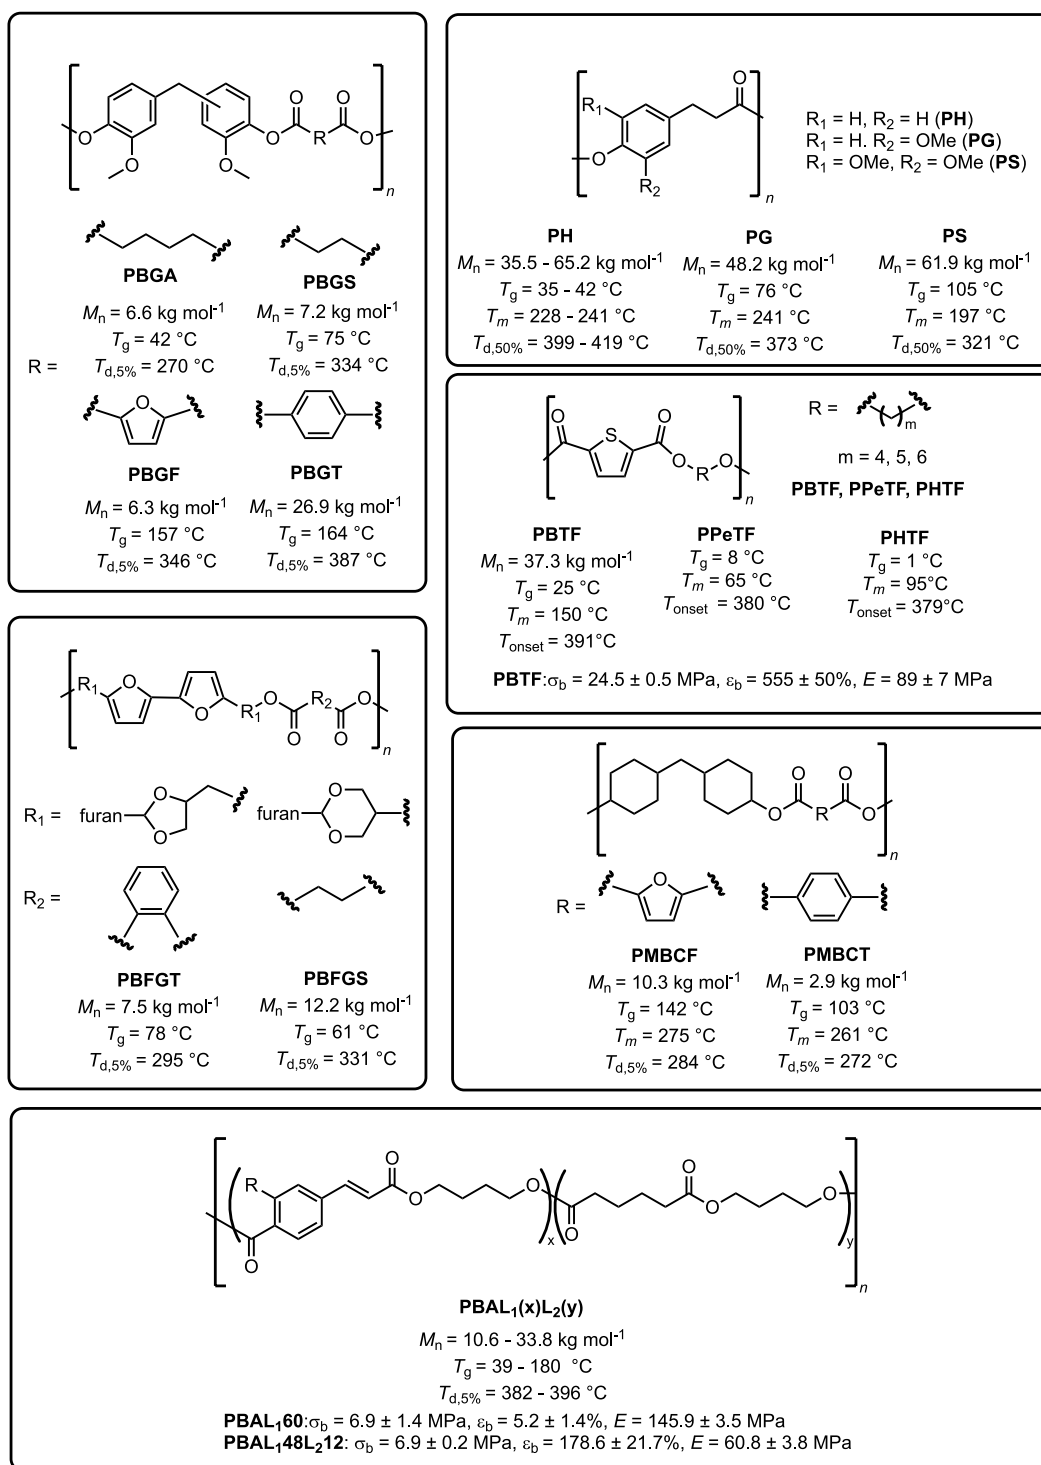 O
O
O
O
R
O
O
O
n
PBGA
PBGS
Mn = 6.6 kg mol-1
Mn = 7.2 kg mol-1
Tg = 42 °C
Tg = 75 °C
Td,5% = 270 °C
Td,5% = 334 °C
R =
O
PBGF
PBGT
Mn = 6.3 kg mol-1
Mn = 26.9 kg mol-1
Tg = 157 °C
Tg = 164 °C
Td,5% = 346 °C
Td,5% = 387 °C
O
R1
O
R2
n
R1 = H, R2 = H (PH)
R1 = H. R2 = OMe (PG)
R1 = OMe, R2 = OMe (PS)
PH
PG
PS
Mn = 35.5 - 65.2 kg mol-1
Mn = 48.2 kg mol-1
Mn = 61.9 kg mol-1
Tg = 35 - 42 °C
Tg = 76 °C
Tg = 105 °C
Tm = 228 - 241 °C
Tm = 241 °C
Tm = 197 °C
Td,50% = 399 - 419 °C
Td,50% = 373 °C
Td,50% = 321 °C
O
S
O
O
R
O
n
R =
m
m = 4, 5, 6
PBTF, PPeTF, PHTF
PBTF
PPeTF
PHTF
Mn = 37.3 kg mol-1
Tg = 8 °C
Tg = 1 °C
Tg = 25 °C
Tm = 65 °C
Tm = 95°C
Tm = 150 °C
Tonset = 380 °C
Tonset = 379°C
Tonset = 391°C
PBTF:σb = 24.5 ± 0.5 MPa, εb = 555 ± 50%, E = 89 ± 7 MPa
R1
O
O
R1
O
R2
O
O
O
n
R1 =
furan
O
O
furan
O
O
R2 =
PBFGT
PBFGS
Mn = 7.5 kg mol-1
Mn = 12.2 kg mol-1
Tg = 78 °C
Tg = 61 °C
Td,5% = 295 °C
Td,5% = 331 °C
O
O
O
R
O
n
R =
O
PMBCF
PMBCT
Mn = 10.3 kg mol-1
Mn = 2.9 kg mol-1
Tg = 142 °C
Tg = 103 °C
Tm = 275 °C
Tm = 261 °C
Td,5% = 284 °C
Td,5% = 272 °C
R
O
O
O
O
x
O
O
O
O
y
n
PBAL1(x)L2(y)
Mn = 10.6 - 33.8 kg mol-1
Tg = 39 - 180 °C
Td,5% = 382 - 396 °C
PBAL160:σb = 6.9 ± 1.4 MPa, εb = 5.2 ± 1.4%, E = 145.9 ± 3.5 MPa
PBAL148L212: σb = 6.9 ± 0.2 MPa, εb = 178.6 ± 21.7%, E = 60.8 ± 3.8 MPa